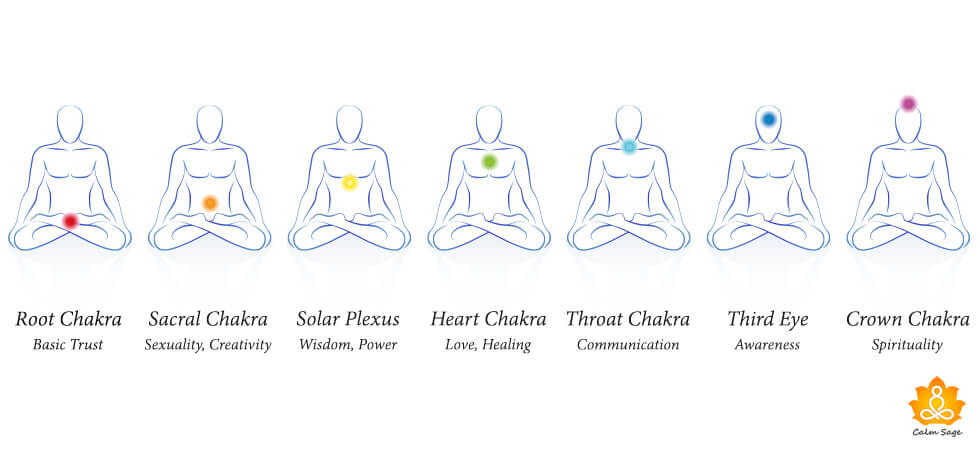 Root Chakra
Basic Trust
Sacral Chakra
Sexuality, Creativity
Solar Plexus
Wisdom, Power
Heart Chakra
Love, Healing
Throat Chakra
Communication
Third Eye
Awareness
Crown Chakra
Spirituality
Calm Sage